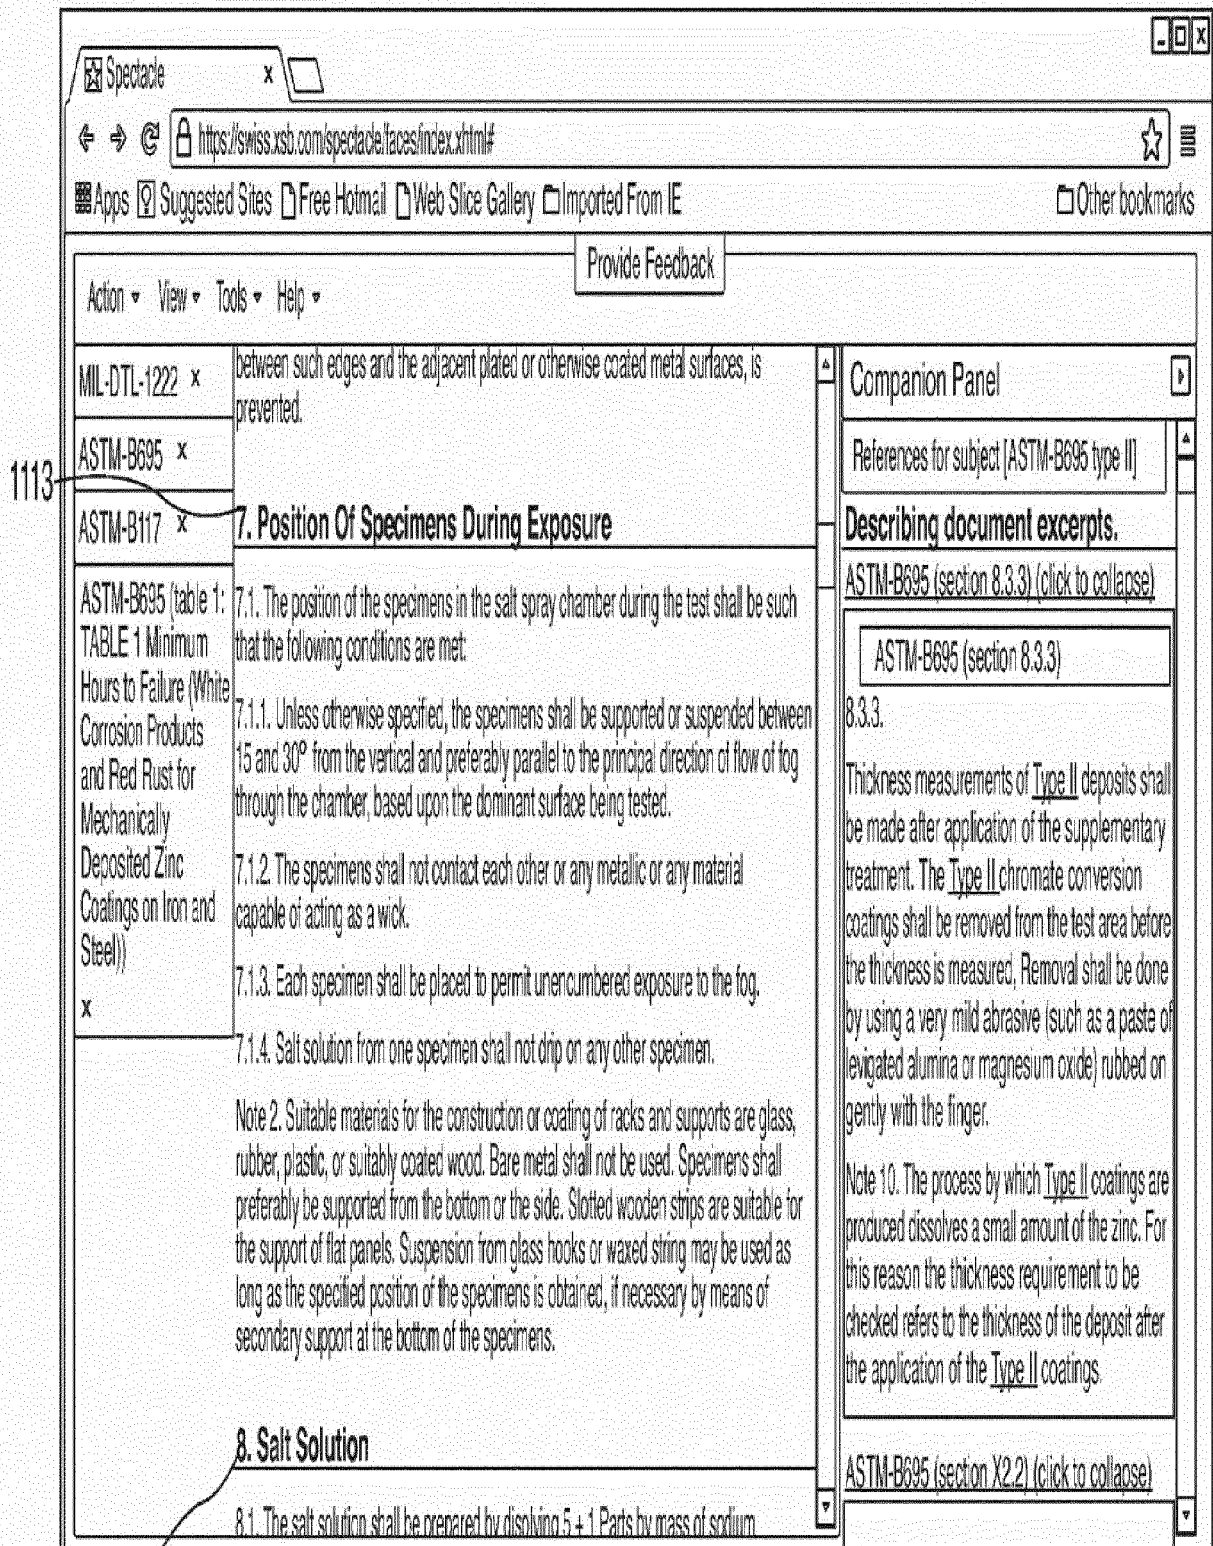 Spectacle x
https://swiss.xsb.com/spectacle/faces/index.xhtml#
Apps Suggested Sites Free Hotmail Web Slice Gallery Imported From IE Other bookmarks
Provide Feedback
Action View Tools Help
MIL-DTL-1222 x
ASTM-B695 x
1113
ASTM-B117 x
ASTM-B695 (table 1:
TABLE 1 Minimum
Hours to Failure (White
Corrosion Products
and Red Rust for
Mechanically
Deposited Zinc
Coatings on Iron and
Steel))
x
between such edges and the adjacent plated or otherwise coated metal surfaces, is
prevented.
7. Position Of Specimens During Exposure
7.1. The position of the specimens in the salt spray chamber during the test shall be such
that the following conditions are met:
7.1.1. Unless otherwise specified, the specimens shall be supported or suspended between
15 and 30° from the vertical and preferably parallel to the principal direction of flow of fog
through the chamber, based upon the dominant surface being tested.
7.1.2. The specimens shall not contact each other or any metallic or any material
capable of acting as a wick.
7.1.3. Each specimen shall be placed to permit unencumbered exposure to the fog.
7.1.4. Salt solution from one specimen shall not drip on any other specimen.
Note 2. Suitable materials for the construction or coating of racks and supports are glass,
rubber, plastic, or suitably coated wood. Bare metal shall not be used. Specimens shall
preferably be supported from the bottom or the side. Slotted wooden strips are suitable for
the support of flat panels. Suspension from glass hooks or waxed string may be used as
long as the specified position of the specimens is obtained, if necessary by means of
secondary support at the bottom of the specimens.
8. Salt Solution
8.1. The salt solution shall be prepared by disolving 5 + 1 Parts by mass of sodium
Companion Panel
References for subject [ASTM-B695 type II]
Describing document excerpts.
ASTM-B695 (section 8.3.3) (click to collapse)
ASTM-B695 (section 8.3.3)
8.3.3.
Thickness measurements of Type II deposits shall
be made after application of the supplementary
treatment. The Type II chromate conversion
coatings shall be removed from the test area before
the thickness is measured, Removal shall be done
by using a very mild abrasive (such as a paste of
levigated alumina or magnesium oxide) rubbed on
gently with the finger.
Note 10. The process by which Type II coatings are
produced dissolves a small amount of the zinc. For
this reason the thickness requirement to be
checked refers to the thickness of the deposit after
the application of the Type II coatings.
ASTM-B695 (section X2.2) (click to collapse)